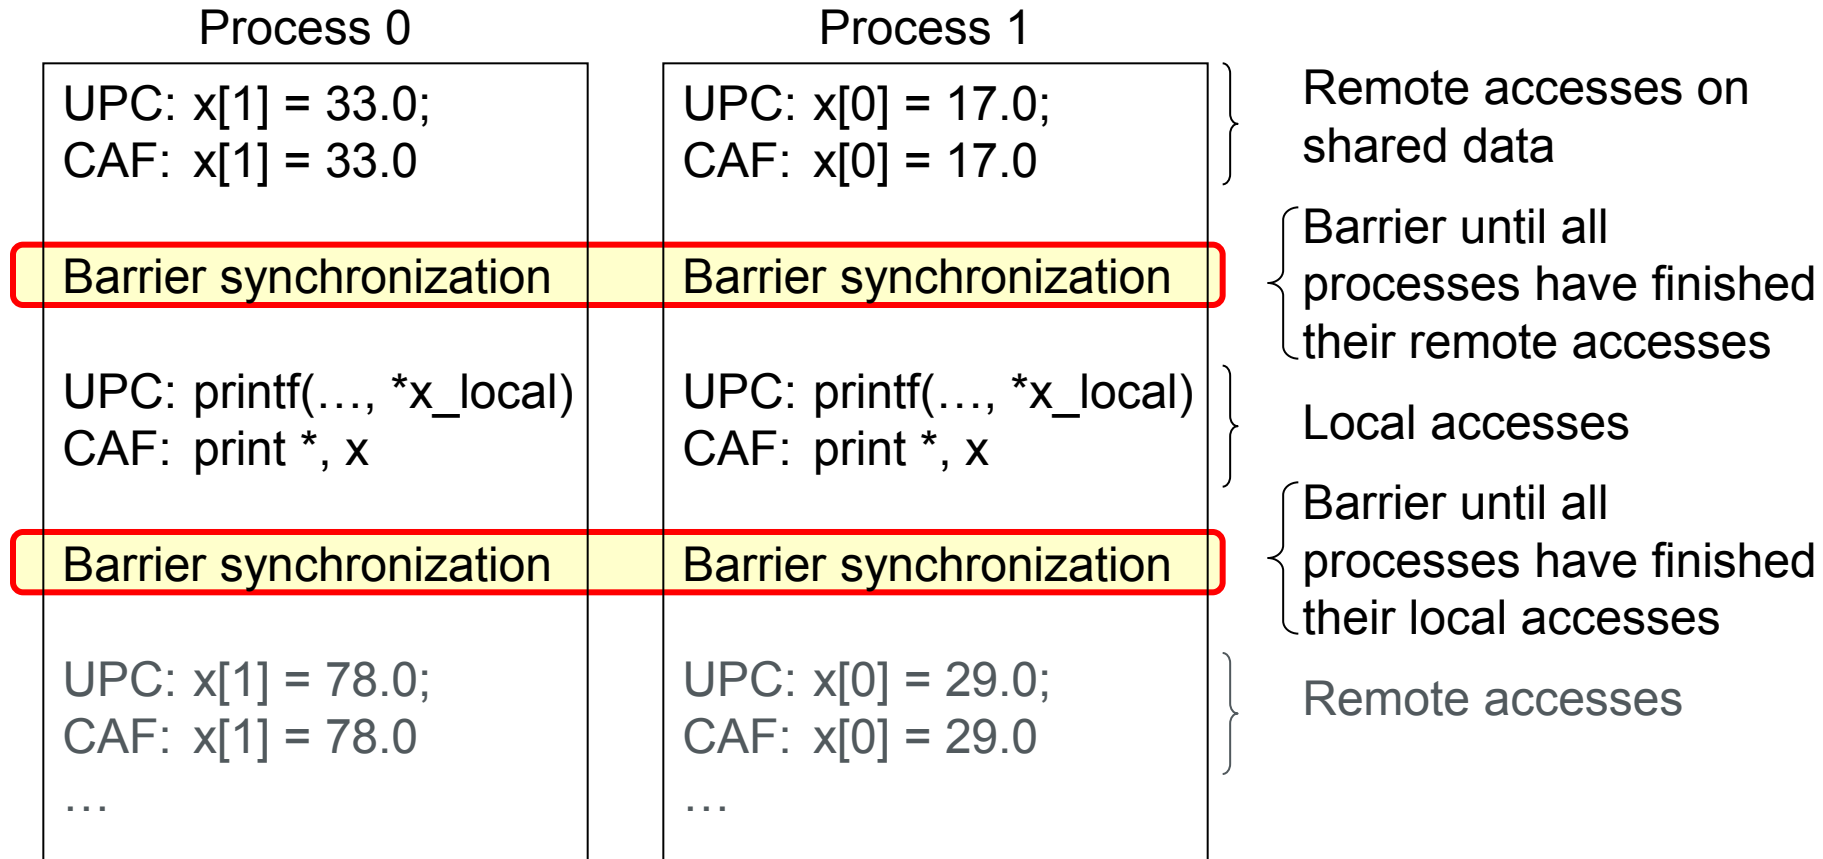 Process 0
Process 1
UPC: x[1] = 33.0;
CAF: x[1] = 33.0
UPC: x[0] = 17.0;
CAF: x[0] = 17.0
Remote accesses on
shared data
Barrier synchronization
Barrier synchronization
Barrier until all
processes have finished
their remote accesses
UPC: printf(…, *x_local)
CAF: print *, x
UPC: printf(…, *x_local)
CAF: print *, x
Local accesses
Barrier synchronization
Barrier synchronization
Barrier until all
processes have finished
their local accesses
UPC: x[1] = 78.0;
CAF: x[1] = 78.0
…
UPC: x[0] = 29.0;
CAF: x[0] = 29.0
…
Remote accesses